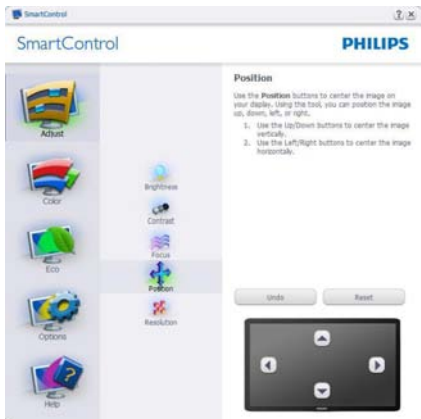 SmartControl
? ×
SmartControl
PHILIPS
Adjust
Color
Eco
Options
Help
Brightness
Contrast
Focus
Position
Resolution
Position
Use the Position buttons to center the image on
your display. Using the tool, you can position the image
up, down, left, or right.
1. Use the Up/Down buttons to center the image
vertically.
2. Use the Left/Right buttons to center the image
horizontally.
Undo
Reset